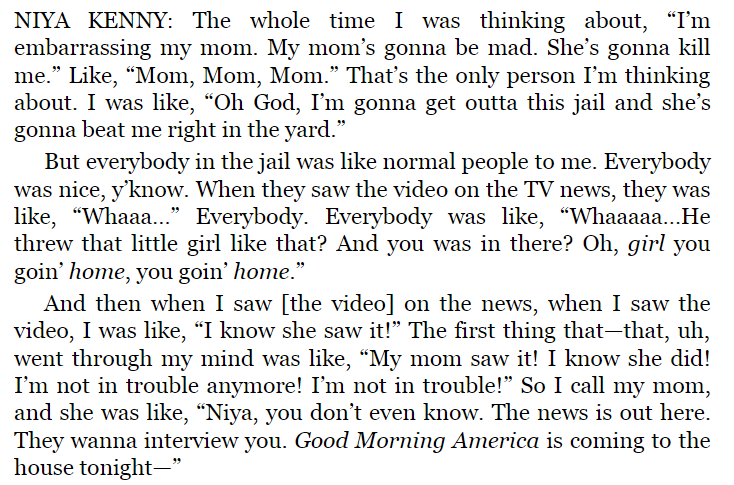 NIYA KENNY: The whole time I was thinking about, “I’m
embarrassing my mom. My mom’s gonna be mad. She’s gonna kill
me.” Like, “Mom, Mom, Mom.” That’s the only person I’m thinking
about. I was like, “Oh God, I’m gonna get outta this jail and she’s
gonna beat me right in the yard.”
But everybody in the jail was like normal people to me. Everybody
was nice, y’know. When they saw the video on the TV news, they was
like, “Whaaa...” Everybody. Everybody was like, “Whaaaaa...He
threw that little girl like that? And you was in there? Oh, girl you
goin’ home, you goin’ home.”
And then when I saw [the video] on the news, when I saw the
video, I was like, “I know she saw it!” The first thing that—that, uh,
went through my mind was like, “My mom saw it! I know she did!
I’m not in trouble anymore! I’m not in trouble!” So I call my mom,
and she was like, “Niya, you don’t even know. The news is out here.
They wanna interview you. Good Morning America is coming to the
house tonight—”